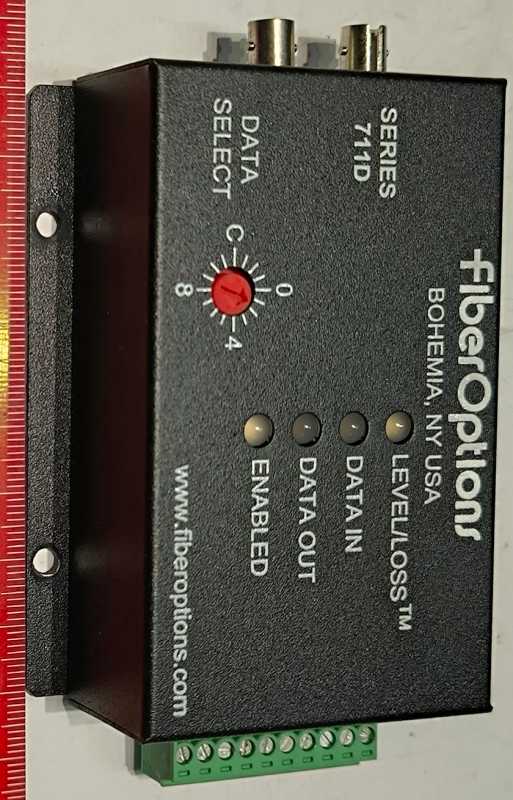 fiberOptions
BOHEMIA, NY USA
SERIES
711D
LEVEL/LOSS™
DATA IN
DATA OUT
ENABLED
DATA
SELECT
0
4
8
C
www.fiberoptions.com